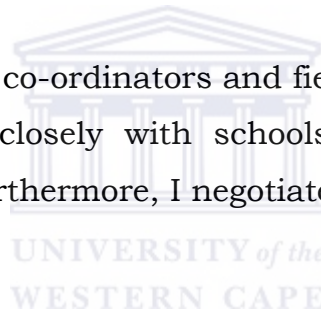 co-ordinators and fie
closely with schools
rthermore, I negotiate
UNIVERSITY of the
WESTERN CAPE